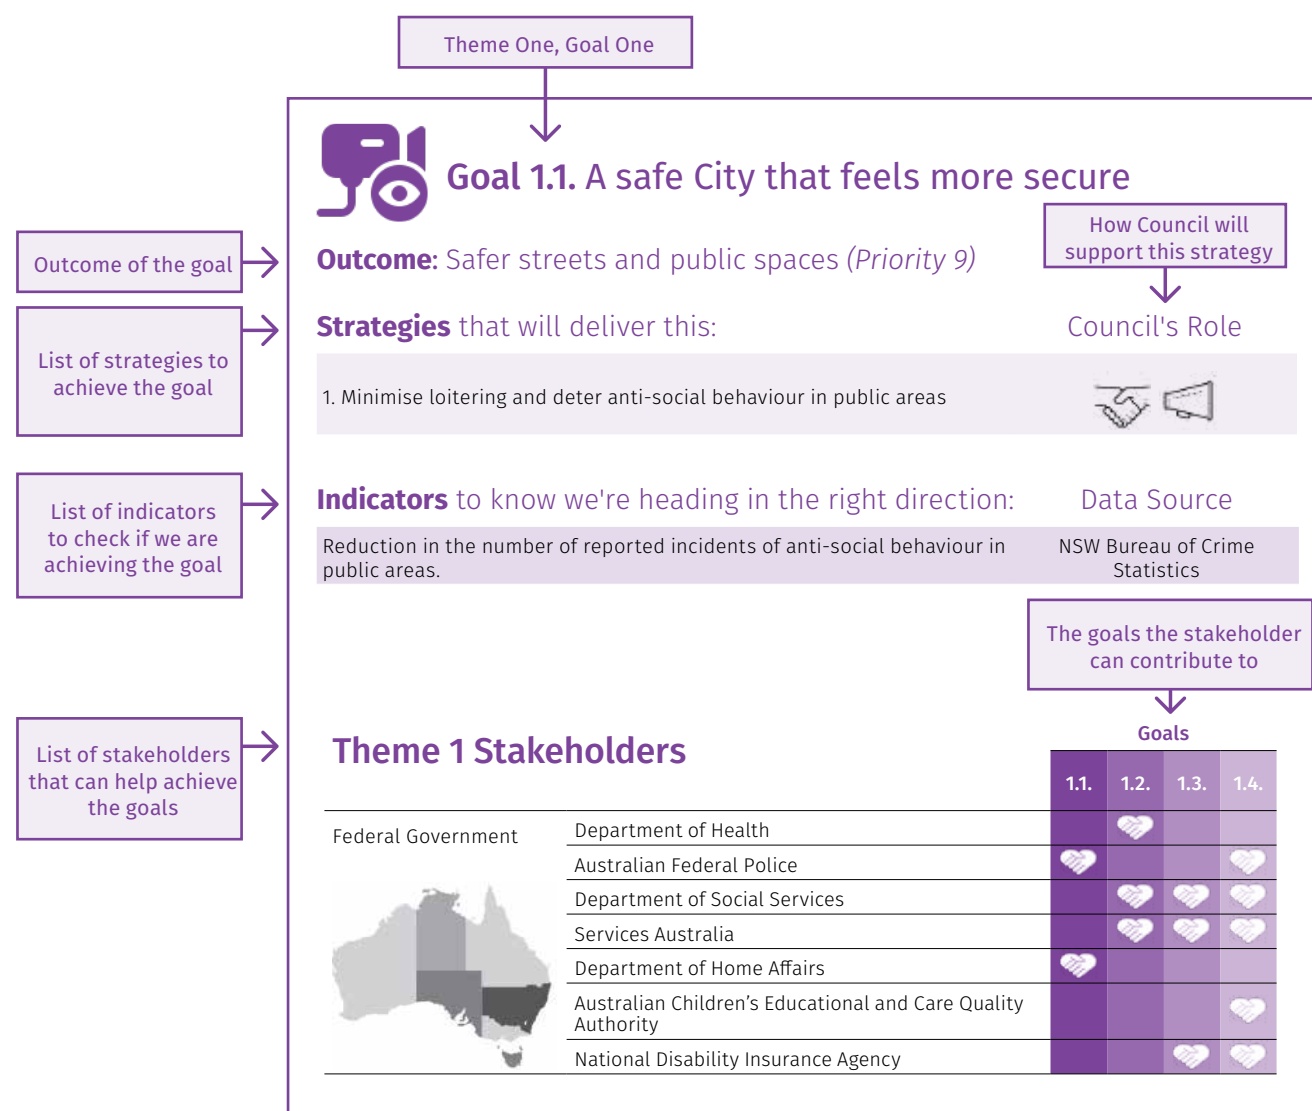 Theme One, Goal One
Goal 1.1. A safe City that feels more secure
How Council will
support this strategy
Outcome of the goal
Outcome: Safer streets and public spaces (Priority 9)
List of strategies to
achieve the goal
Strategies that will deliver this:
Council's Role
1. Minimise loitering and deter anti-social behaviour in public areas
List of indicators
to check if we are
achieving the goal
Indicators to know we're heading in the right direction:
Data Source
Reduction in the number of reported incidents of anti-social behaviour in
public areas.
NSW Bureau of Crime
Statistics
The goals the stakeholder
can contribute to
List of stakeholders
that can help achieve
the goals
Theme 1 Stakeholders
Goals
1.1. 1.2. 1.3. 1.4.
Federal Government
Department of Health
Australian Federal Police
Department of Social Services
Services Australia
Department of Home Affairs
Australian Children’s Educational and Care Quality
Authority
National Disability Insurance Agency